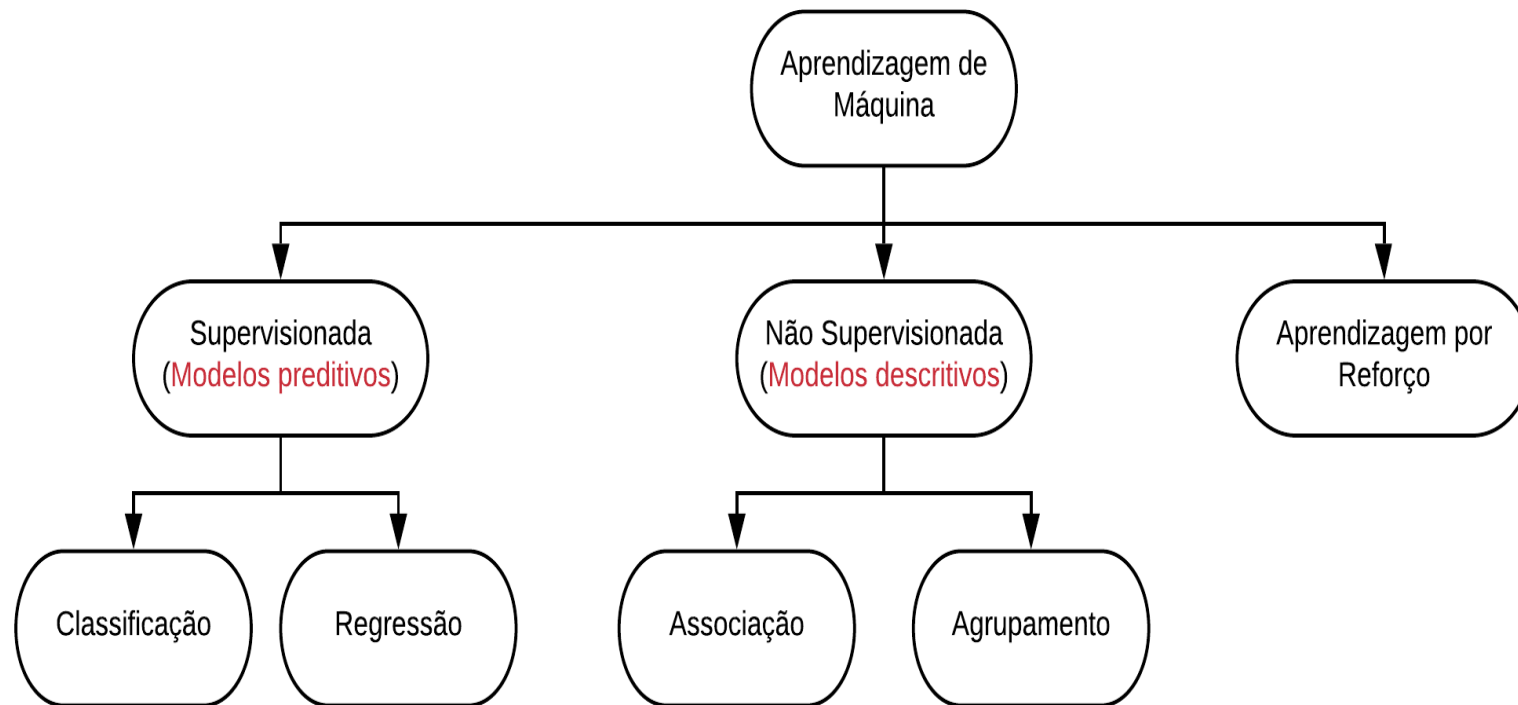 Aprendizagem de
Máquina
Supervisionada
(Modelos preditivos)
Não Supervisionada
(Modelos descritivos)
Aprendizagem por
Reforço
Classificação
Regressão
Associação
Agrupamento